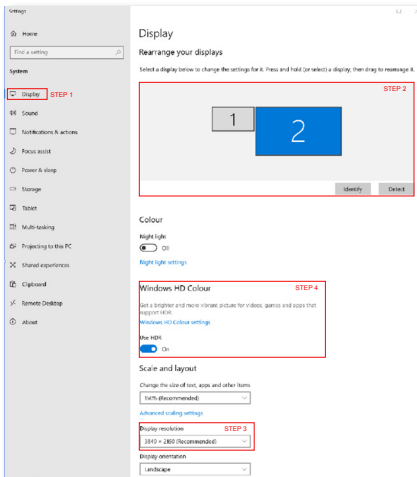 Settings
Home
Find a setting
System
Display STEP 1
Sound
Notifications & actions
Focus assist
Power & sleep
Storage
Tablet
Multi-tasking
Projecting to this PC
Shared experiences
Clipboard
Remote Desktop
About
Display
Rearrange your displays
Select a display below to change the settings for it. Press and hold (or select) a display, then drag to rearrange it.
STEP 2
1
2
Identify Detect
Colour
Night light
Off
Night light settings
Windows HD Colour STEP 4
Get a brighter and more vibrant picture for videos, games and apps that
support HDR.
Windows HD Colour settings
Use HDR
On
Scale and layout
Change the size of text, apps and other items
150% (Recommended)
Advanced scaling settings
Display resolution STEP 3
3840 × 2160 (Recommended)
Display orientation
Landscape